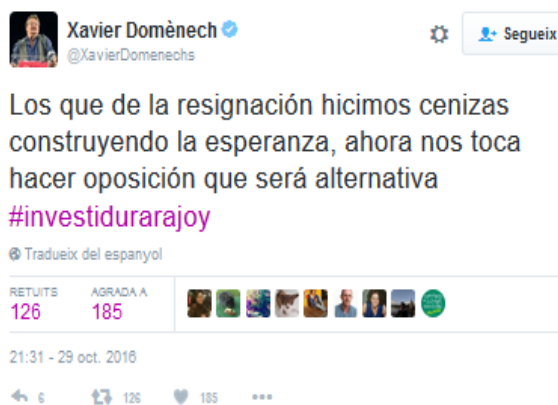 Xavier Domènech
@XavierDomenechs
Segueix
Los que de la resignación hicimos cenizas
construyendo la esperanza, ahora nos toca
hacer oposición que será alternativa
#investidurarajoy
Tradueix del espanyol
RETUITS AGRADA A
126 185
21:31 - 29 oct. 2016
6 126 185